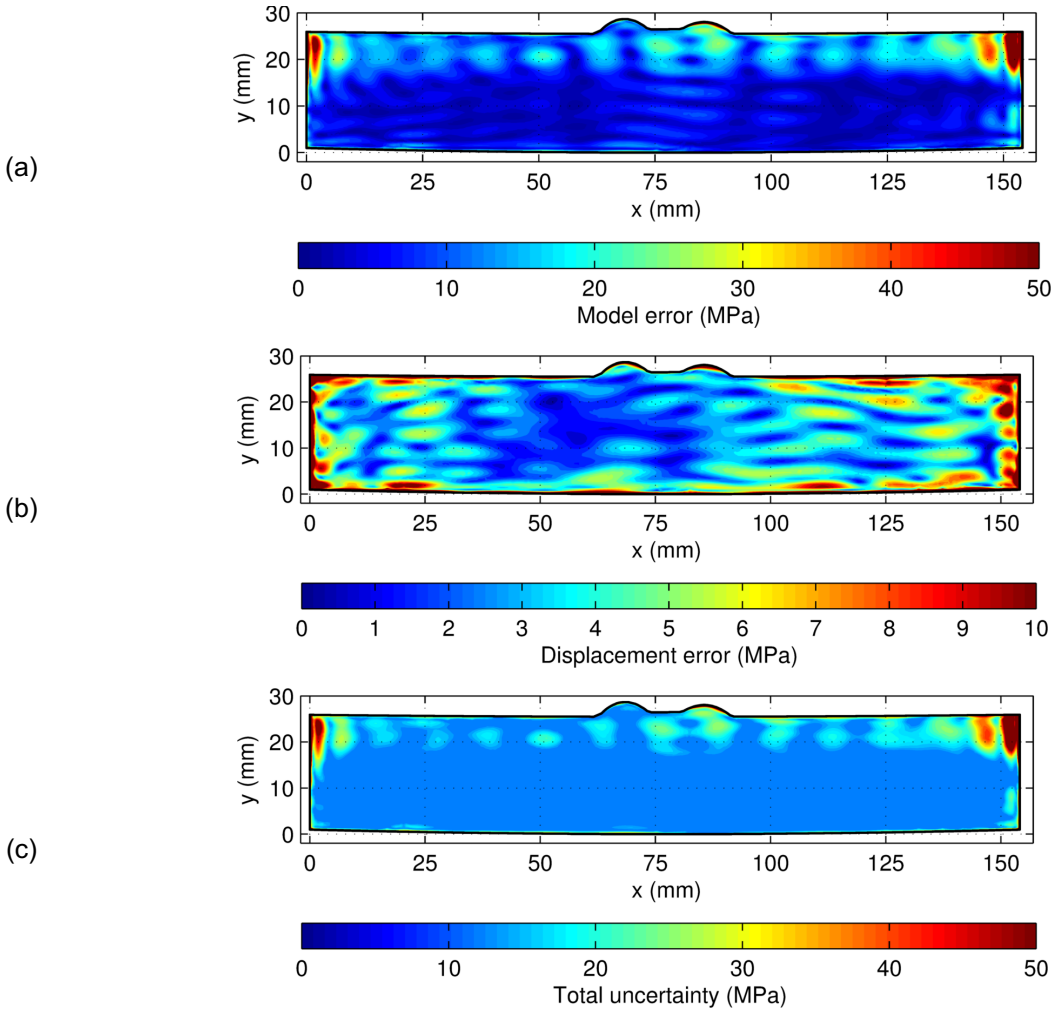 30
20
10
0
y (mm)
(a)
0 25 50 75 100 125 150
x (mm)
0 10 20 30 40 50
Model error (MPa)
30
20
10
0
y (mm)
(b)
0 25 50 75 100 125 150
x (mm)
0 1 2 3 4 5 6 7 8 9 10
Displacement error (MPa)
30
20
10
0
y (mm)
(c)
0 25 50 75 100 125 150
x (mm)
0 10 20 30 40 50
Total uncertainty (MPa)